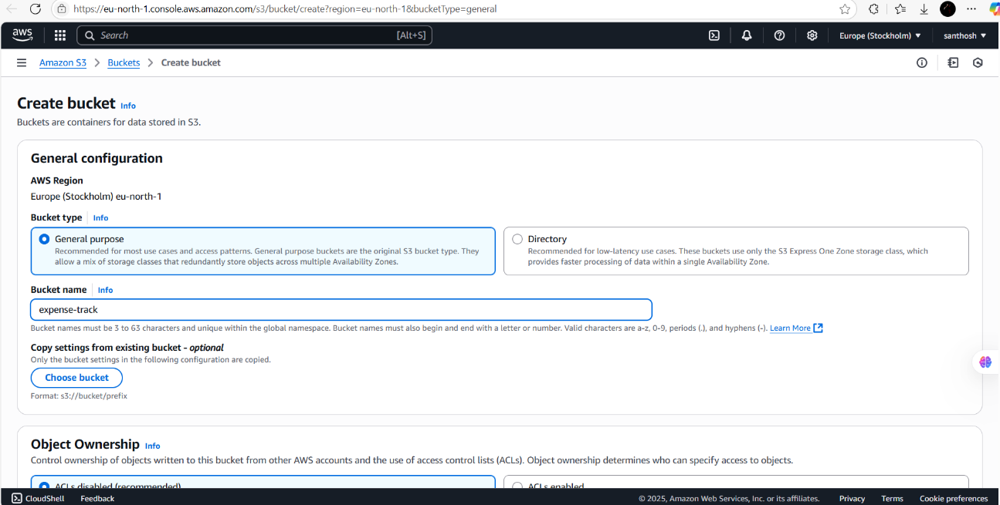 https://eu-north-1.console.aws.amazon.com/s3/bucket/create?region=eu-north-1&bucketType=general
aws Search [Alt+S] Europe (Stockholm) santhosh
Amazon S3 > Buckets > Create bucket
Create bucket Info
Buckets are containers for data stored in S3.
General configuration
AWS Region
Europe (Stockholm) eu-north-1
Bucket type Info
General purpose
Recommended for most use cases and access patterns. General purpose buckets are the original S3 bucket type. They
allow a mix of storage classes that redundantly store objects across multiple Availability Zones.
Directory
Recommended for low-latency use cases. These buckets use only the S3 Express One Zone storage class, which
provides faster processing of data within a single Availability Zone.
Bucket name Info
expense-track
Bucket names must be 3 to 63 characters and unique within the global namespace. Bucket names must also begin and end with a letter or number. Valid characters are a-z, 0-9, periods (.), and hyphens (-). Learn More
Copy settings from existing bucket - optional
Only the bucket settings in the following configuration are copied.
Choose bucket
Format: s3://bucket/prefix
Object Ownership Info
Control ownership of objects written to this bucket from other AWS accounts and the use of access control lists (ACLs). Object ownership determines who can specify access to objects.
ACLs disabled (recommended)
ACLs enabled
CloudShell Feedback © 2025, Amazon Web Services, Inc. or its affiliates. Privacy Terms Cookie preferences